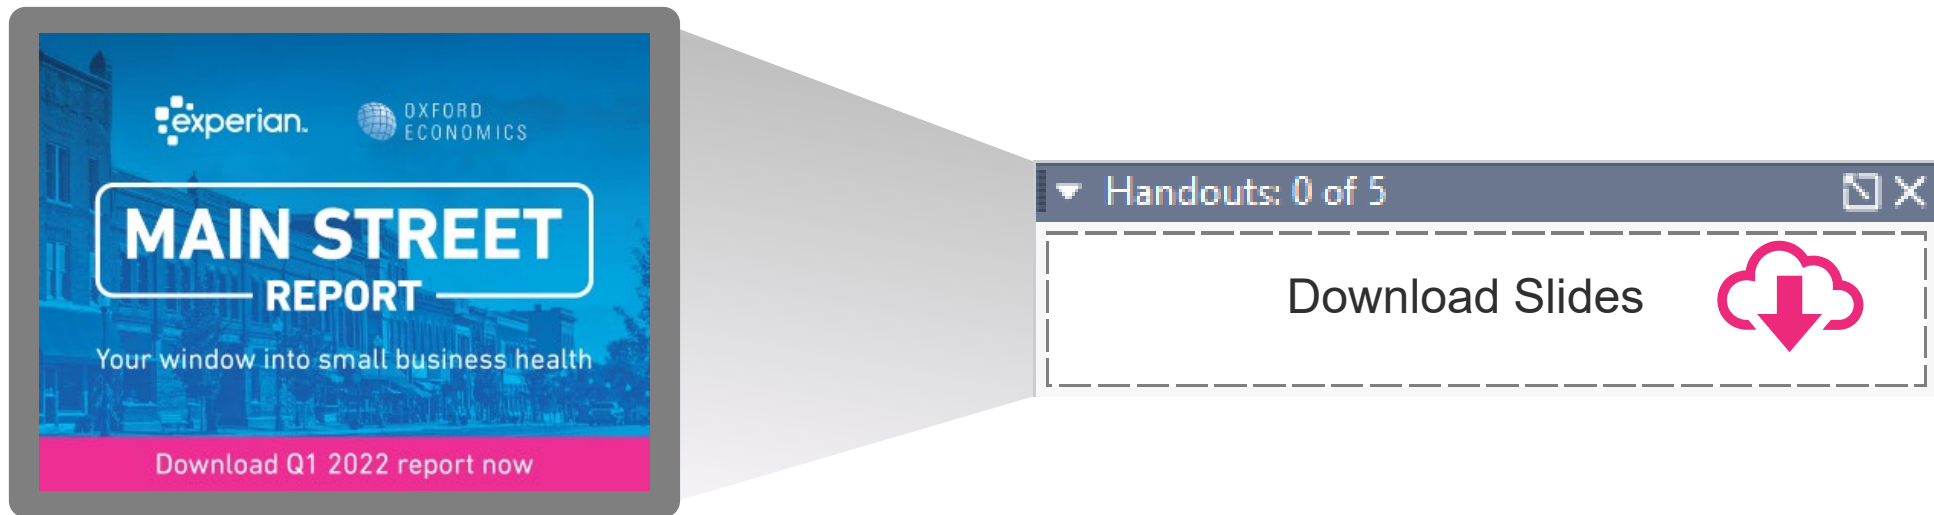 experian.
OXFORD
ECONOMICS
MAIN STREET
REPORT
Your window into small business health
Download Q1 2022 report now
Handouts: 0 of 5
Download Slides